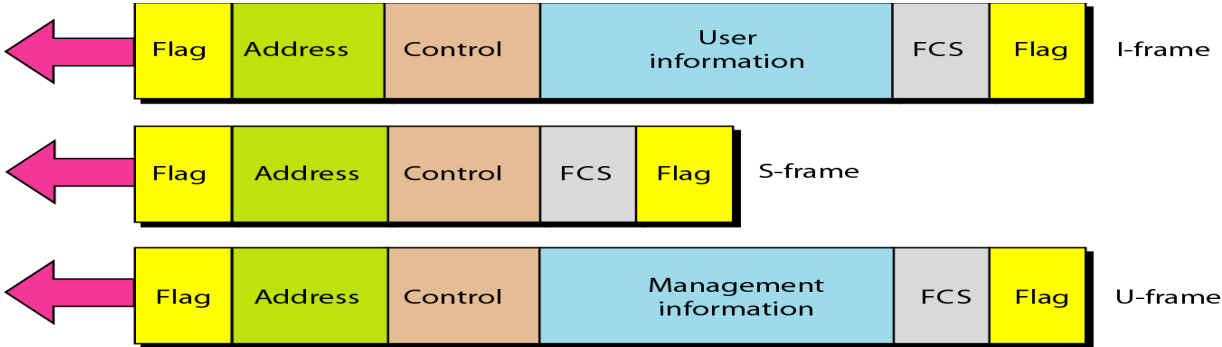 Flag Address Control User information FCS Flag I-frame
Flag Address Control FCS Flag S-frame
Flag Address Control Management information FCS Flag U-frame